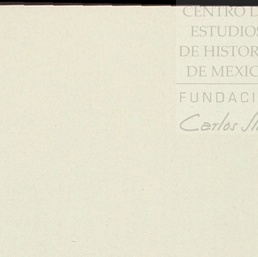 CENTRO D
ESTUDIOS
DE HISTOR
DE MEXIC
FUNDACI
Carlos Sl